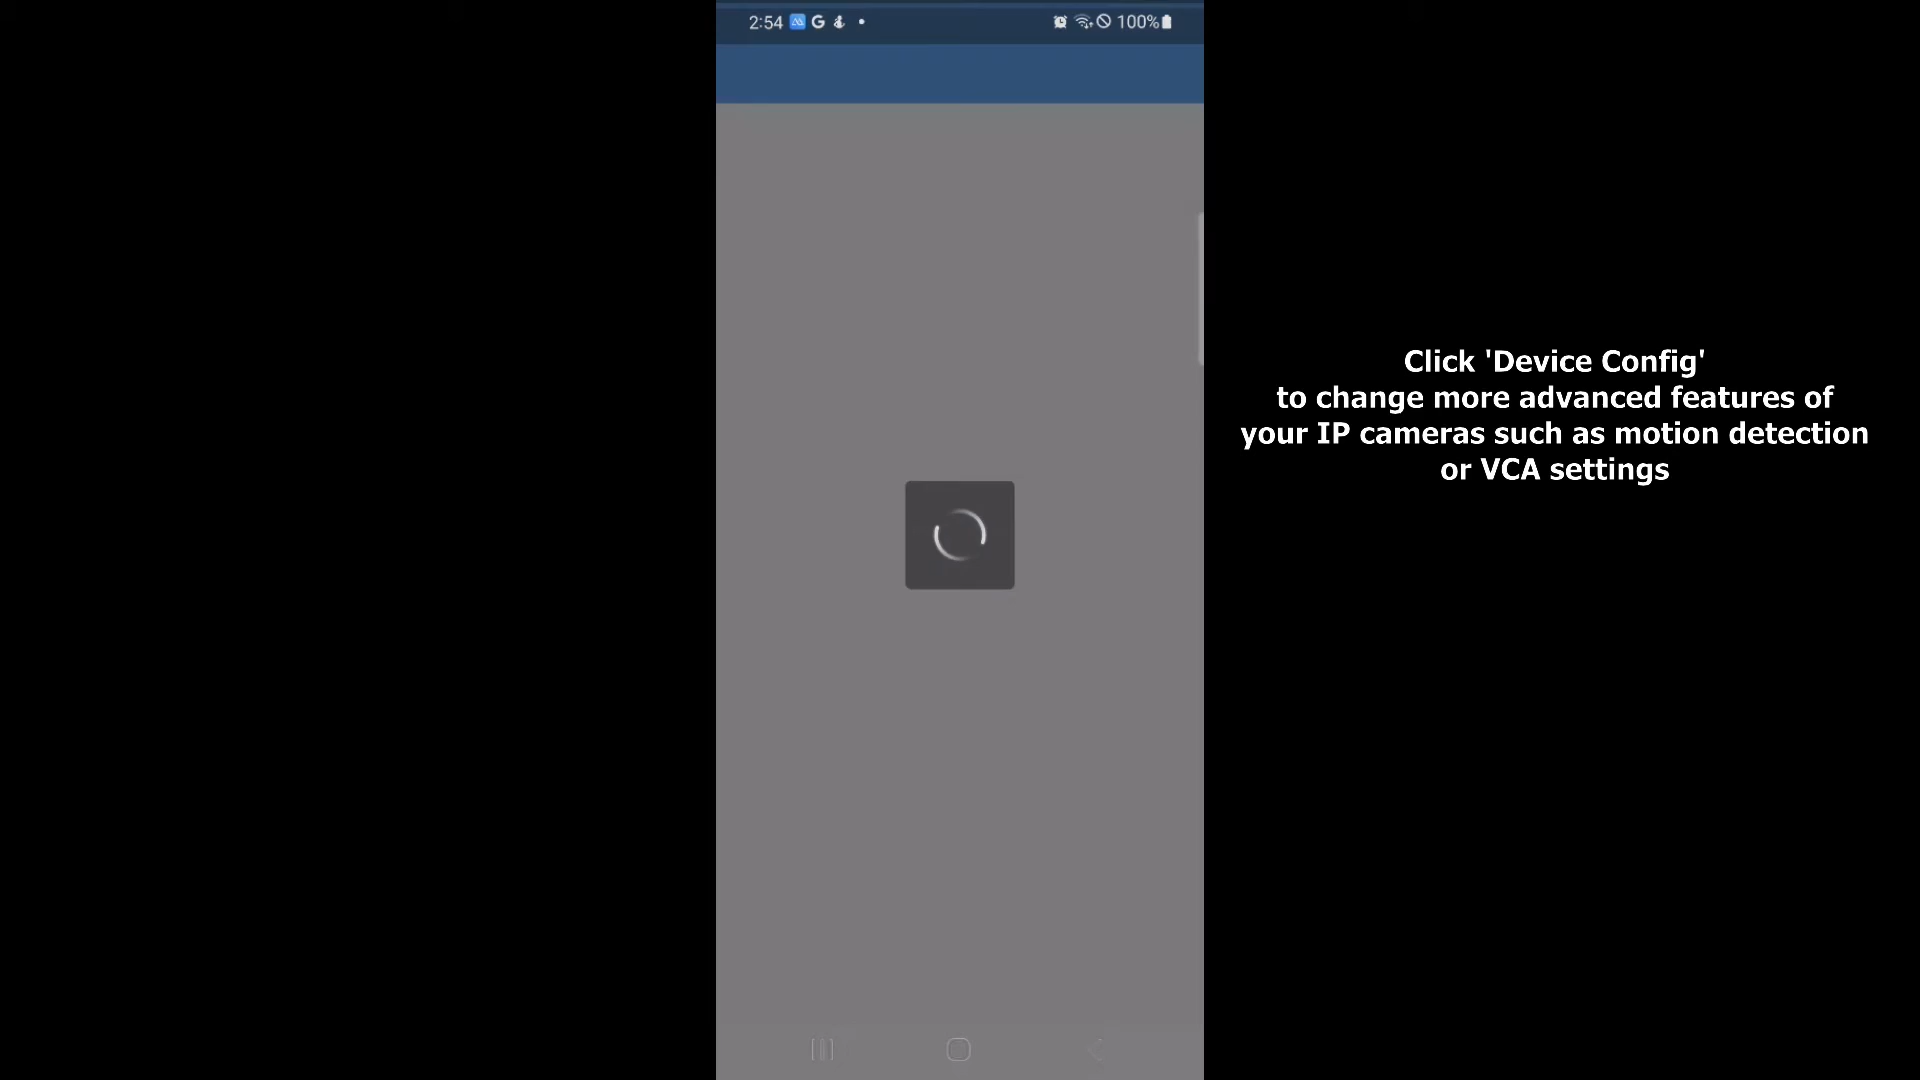 2:54
100%
Click 'Device Config'
to change more advanced features of
your IP cameras such as motion detection
or VCA settings